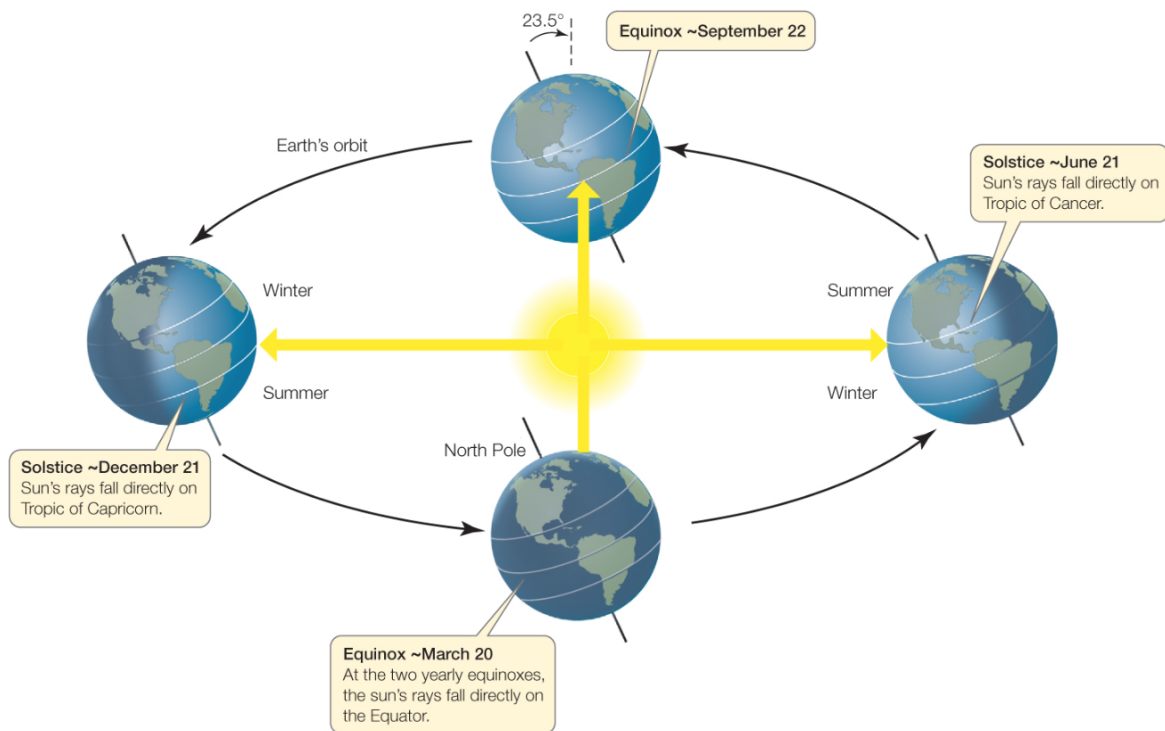 23.5°
Equinox ~September 22
Earth's orbit
Solstice ~June 21
Sun's rays fall directly on
Tropic of Cancer.
Winter
Summer
Summer
Winter
North Pole
Solstice ~December 21
Sun's rays fall directly on
Tropic of Capricorn.
Equinox ~March 20
At the two yearly equinoxes,
the sun's rays fall directly on
the Equator.